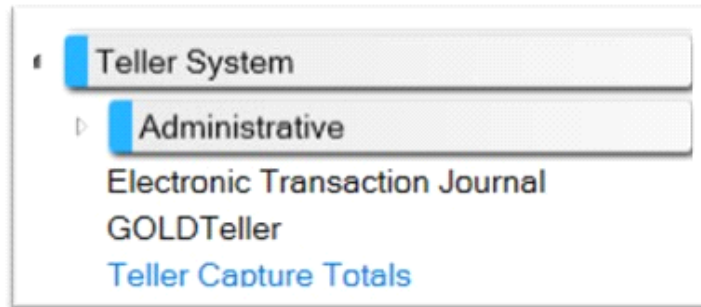 Teller System
Administrative
Electronic Transaction Journal
GOLDTeller
Teller Capture Totals